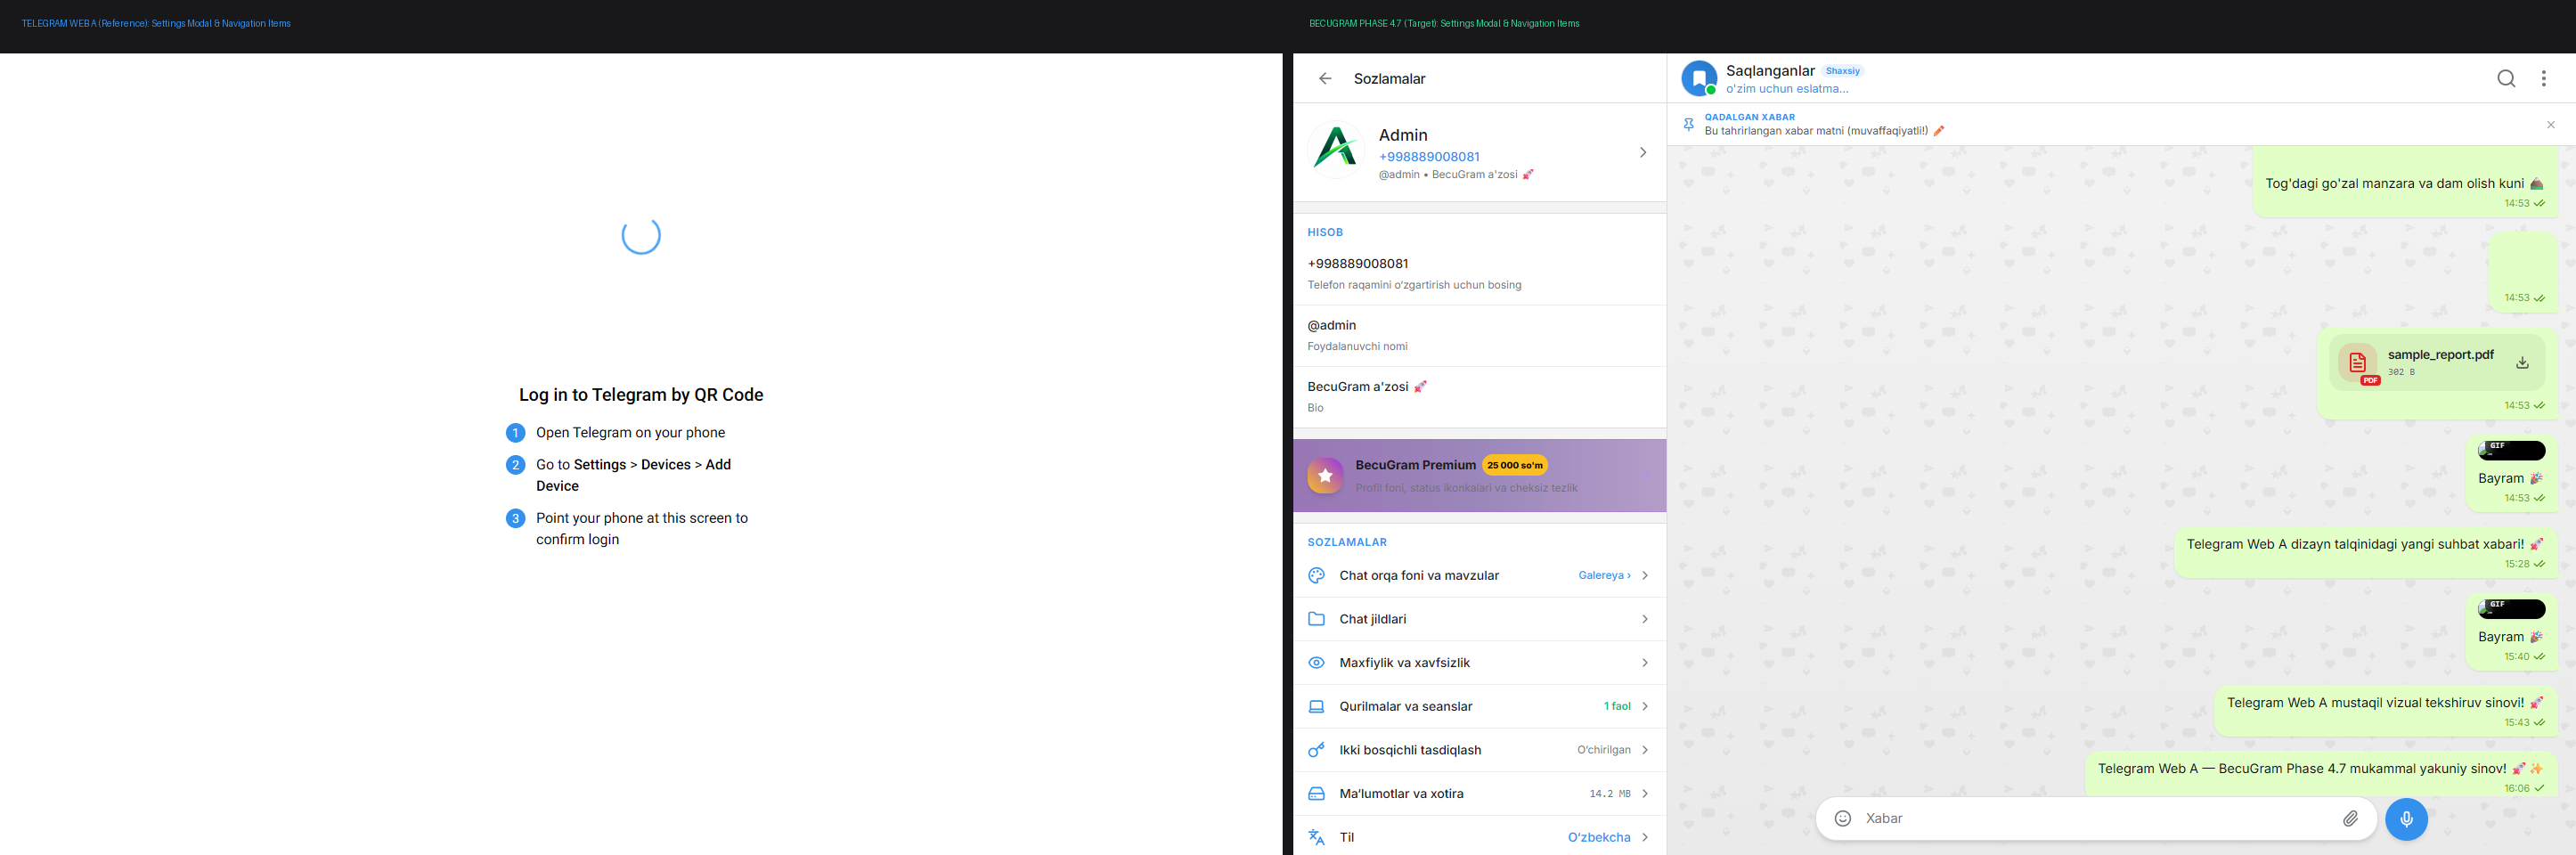 TELEGRAM WEB A (Reference): Settings Modal & Navigation Items
BECUGRAM PHASE 4.7 (Target): Settings Modal & Navigation Items
Log in to Telegram by QR Code
1 Open Telegram on your phone
2 Go to Settings > Devices > Add
Device
3 Point your phone at this screen to
confirm login
Sozlamalar
Admin
+998889008081
@admin • BecuGram a'zosi 🚀
HISOB
+998889008081
Telefon raqamini o'zgartirish uchun bosing
@admin
Foydalanuvchi nomi
BecuGram a'zosi 🚀
Bio
BecuGram Premium 25 000 so'm
Profil foni, status ikonkalari va cheksiz tezlik
SOZLAMALAR
Chat orqa foni va mavzular Galereya ›
Chat jildlari
Maxfiylik va xavfsizlik
Qurilmalar va seanslar 1 faol
Ikki bosqichli tasdiqlash O'chirilgan
Ma'lumotlar va xotira 14.2 MB
Til O'zbekcha
Saqlanganlar Shaxsiy
o'zim uchun eslatma...
QADALGAN XABAR
Bu tahrirlangan xabar matni (muvaffaqiyatli!) ✏️
Tog'dagi go'zal manzara va dam olish kuni ⛰️
14:53
14:53
sample_report.pdf
PDF
302 B
14:53
GIF
Bayram 🎉
14:53
Telegram Web A dizayn talqinidagi yangi suhbat xabari! 🚀
15:28
GIF
Bayram 🎉
15:40
Telegram Web A mustaqil vizual tekshiruv sinovi! 🚀
15:43
Telegram Web A — BecuGram Phase 4.7 mukammal yakuniy sinov! 🚀 ✨
16:06
Xabar